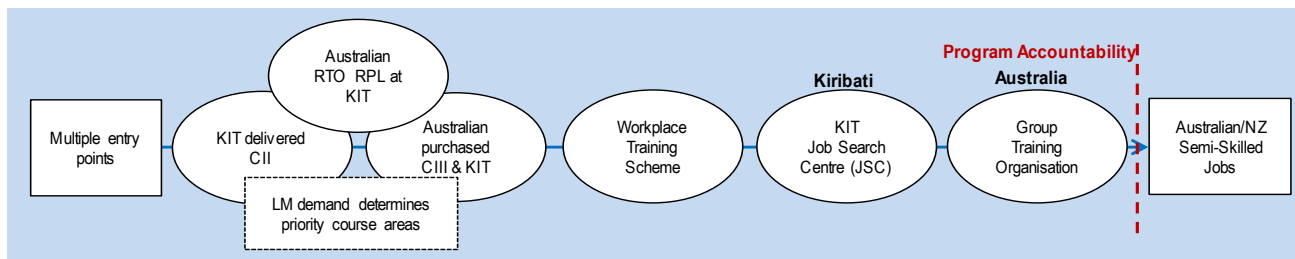 Multiple entry
points
Australian
RTO RPL at
KIT
KIT delivered
CII
Australian
purchased
CIII & KIT
LM demand determines
priority course areas
Workplace
Training
Scheme
Kiribati
KIT
Job Search
Centre (JSC)
Program Accountability
Australia
Group
Training
Organisation
Australian/NZ
Semi-Skilled
Jobs